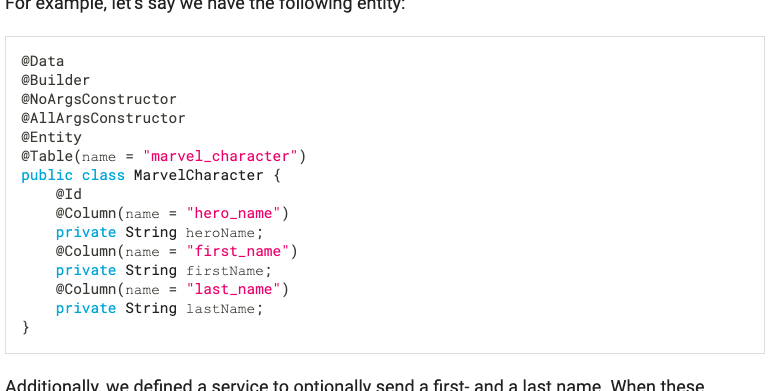 For example, let's say we have the following entity:
@Data
@Builder
@NoArgsConstructor
@AllArgsConstructor
@Entity
@Table(name = "marvel_character")
public class MarvelCharacter {
    @Id
    @Column(name = "hero_name")
    private String heroName;
    @Column(name = "first_name")
    private String firstName;
    @Column(name = "last_name")
    private String lastName;
}
Additionally, we defined a service to optionally send a first- and a last name. When these